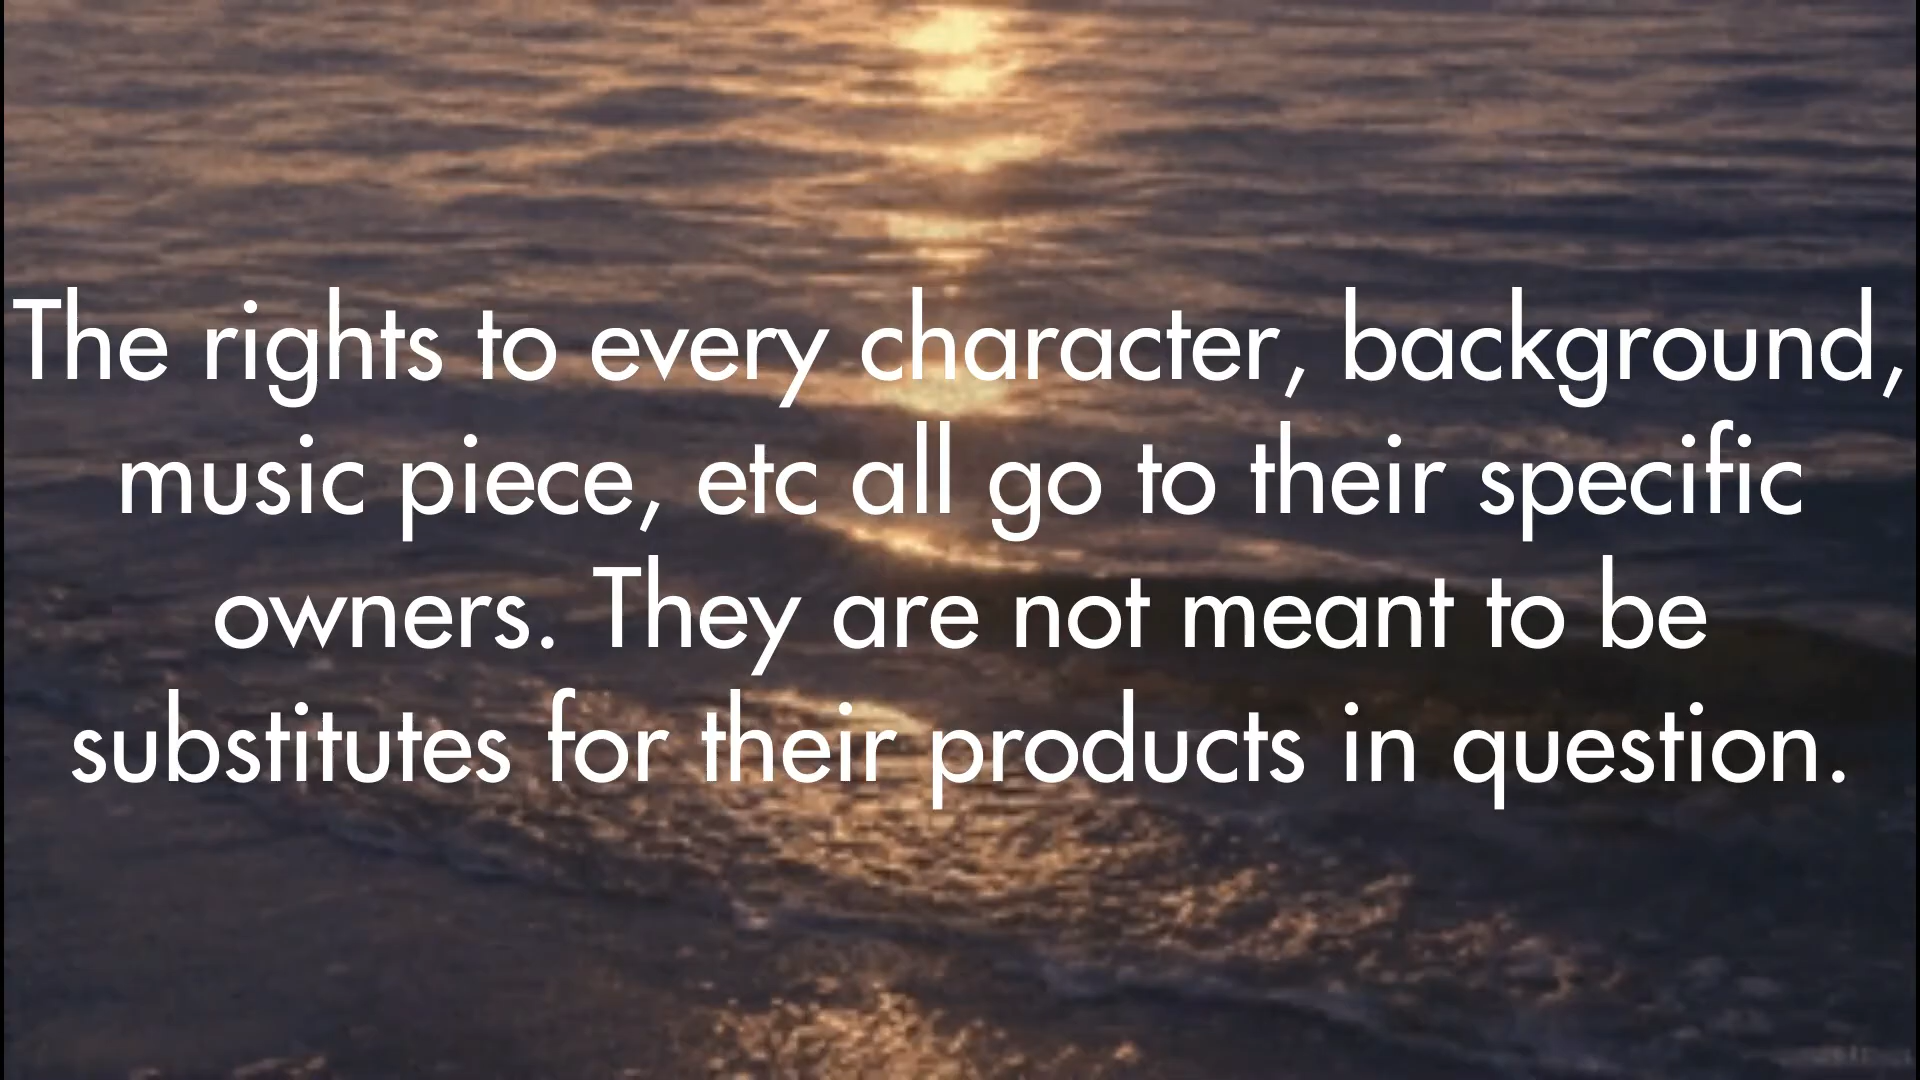 The rights to every character, background,
music piece, etc all go to their specific
owners. They are not meant to be
substitutes for their products in question.